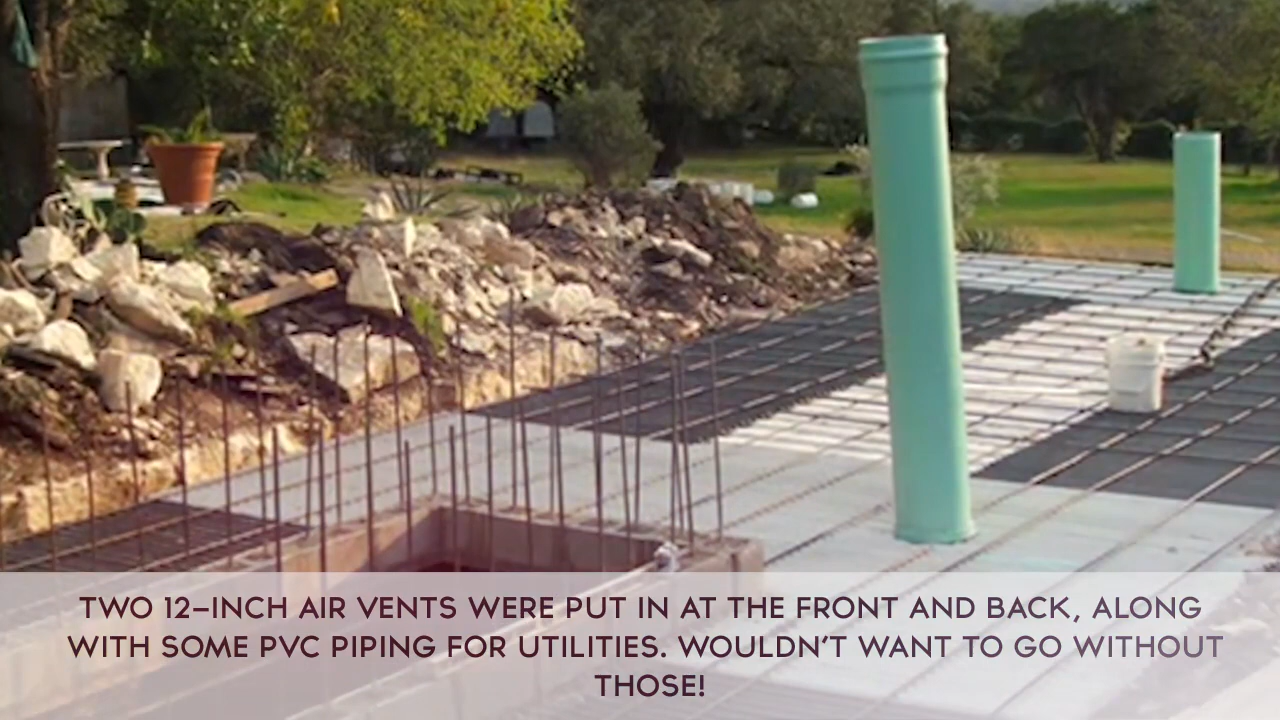 TWO 12-INCH AIR VENTS WERE PUT IN AT THE FRONT AND BACK, ALONG
WITH SOME PVC PIPING FOR UTILITIES. WOULDN'T WANT TO GO WITHOUT
THOSE!